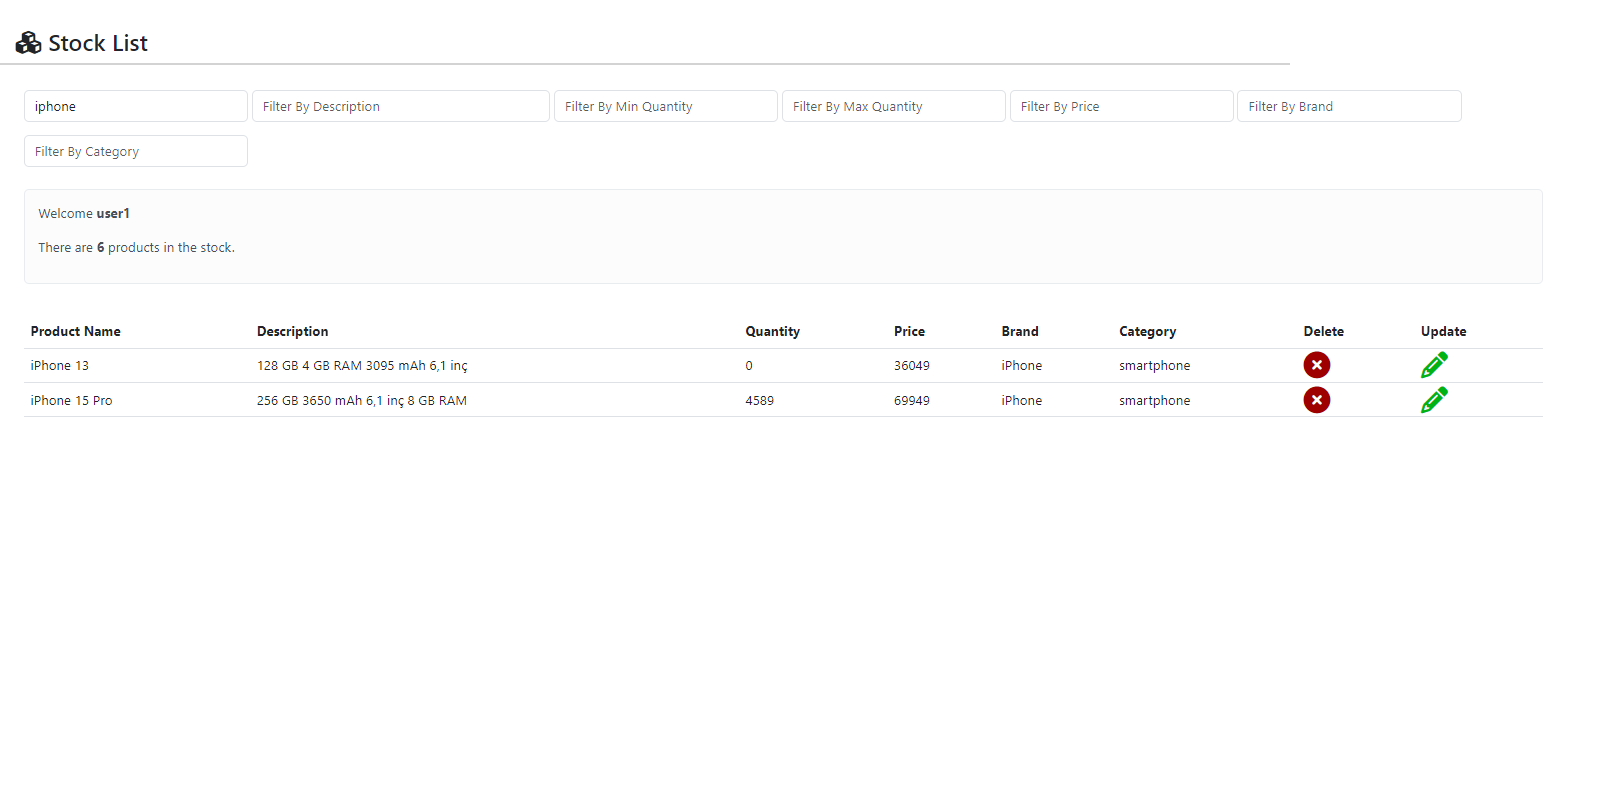 Stock List
iphone Filter By Description Filter By Min Quantity Filter By Max Quantity Filter By Price Filter By Brand
Filter By Category
Welcome user1
There are 6 products in the stock.
Product Name Description Quantity Price Brand Category Delete Update
iPhone 13 128 GB 4 GB RAM 3095 mAh 6,1 inç 0 36049 iPhone smartphone
iPhone 15 Pro 256 GB 3650 mAh 6,1 inç 8 GB RAM 4589 69949 iPhone smartphone